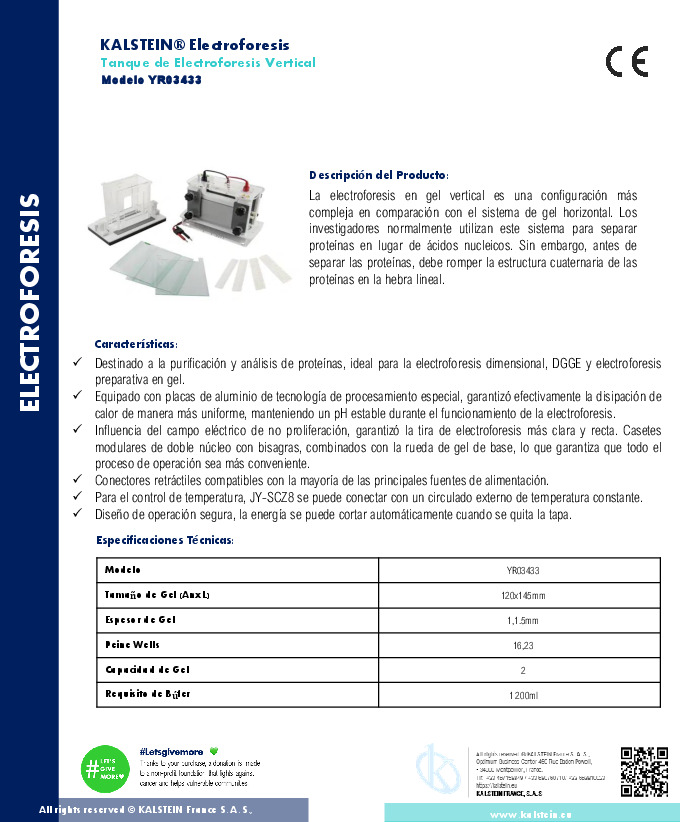 KALSTEIN® Electroforesis
Tanque de Electroforesis Vertical
Modelo YR03433
CE
ELECTROFORESIS
Descripción del Producto:
La electroforesis en gel vertical es una configuración más
compleja en comparación con el sistema de gel horizontal. Los
investigadores normalmente utilizan este sistema para separar
proteínas en lugar de ácidos nucleicos. Sin embargo, antes de
separar las proteínas, debe romper la estructura cuaternaria de las
proteínas en la hebra lineal.
Características:
✓ Destinado a la purificación y análisis de proteínas, ideal para la electroforesis dimensional, DGGE y electroforesis
preparativa en gel.
✓ Equipado con placas de aluminio de tecnología de procesamiento especial, garantizó efectivamente la disipación de
calor de manera más uniforme, manteniendo un pH estable durante el funcionamiento de la electroforesis.
✓ Influencia del campo eléctrico de no proliferación, garantizó la tira de electroforesis más clara y recta. Casetes
modulares de doble núcleo con bisagras, combinados con la rueda de gel de base, lo que garantiza que todo el
proceso de operación sea más conveniente.
✓ Conectores retráctiles compatibles con la mayoría de las principales fuentes de alimentación.
✓ Para el control de temperatura, JY-SCZ8 se puede conectar con un circulado externo de temperatura constante.
✓ Diseño de operación segura, la energía se puede cortar automáticamente cuando se quita la tapa.
Especificaciones Técnicas:
Modelo YR03433
Tamaño de Gel (AnxL) 120x145mm
Espesor de Gel 1,1.5mm
Peine Wells 16,23
Capacidad de Gel 2
Requisito de Búfer 1200ml
#LET'S GIVE MORE
#Letsgivemore
Thanks to your purchase, a donation is made
to a non-profit foundation that fights against
cancer and helps vulnerable communities
All rights reserved ® KALSTEIN France S. A. S.,
Optimum Business Center 450 Rue Baden Powell,
34000 Montpellier, France.
https://kalstein.eu
KALSTEIN FRANCE, S. A. S
All rights reserved © KALSTEIN France S. A. S.,
www.kalstein.eu